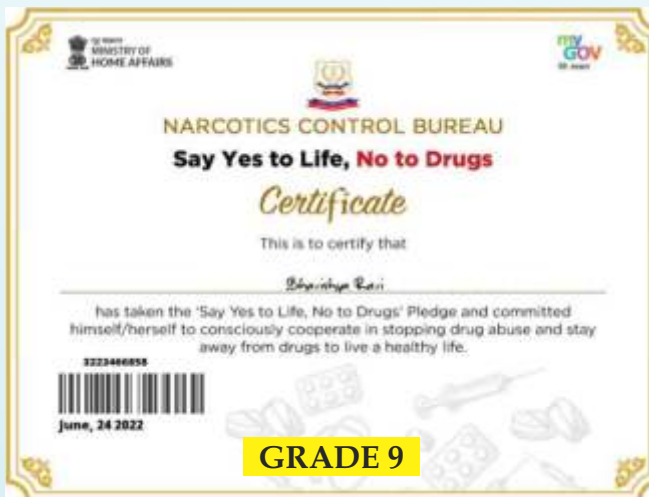 MINISTRY OF
HOME AFFAIRS
my
GOV
NARCOTICS CONTROL BUREAU
Say Yes to Life, No to Drugs
Certificate
This is to certify that
has taken the 'Say Yes to Life, No to Drugs' Pledge and committed
himself/herself to consciously cooperate in stopping drug abuse and stay
away from drugs to live a healthy life.
3223466858
June, 24 2022
GRADE 9